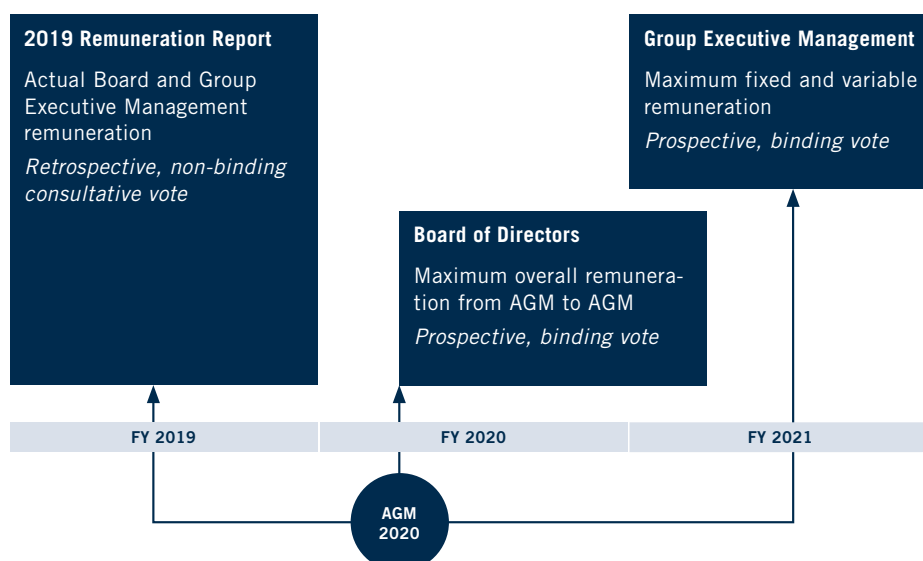 2019 Remuneration Report
Actual Board and Group
Executive Management
remuneration
Retrospective, non-binding
consultative vote
Group Executive Management
Maximum fixed and variable
remuneration
Prospective, binding vote
Board of Directors
Maximum overall remunera-
tion from AGM to AGM
Prospective, binding vote
FY 2019
FY 2020
FY 2021
AGM
2020